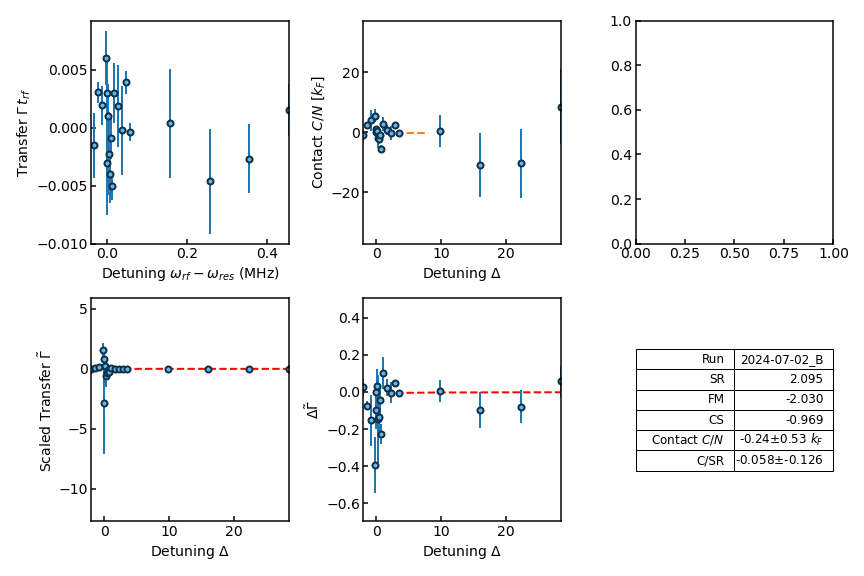 0.005
0.000
−0.005
−0.010
0.0
0.2
0.4
Transfer Γ t_rf
Detuning ω_rf − ω_res (MHz)
20
0
−20
0
10
20
Contact C/N [k_F]
Detuning Δ
1.0
0.8
0.6
0.4
0.2
0.0
0.00
0.25
0.50
0.75
1.00
5
0
−5
−10
0
10
20
Scaled Transfer Γ̃
Detuning Δ
0.4
0.2
0.0
−0.2
−0.4
−0.6
0
10
20
ΔΓ̃
Detuning Δ
Run 2024-07-02_B
SR 2.095
FM -2.030
CS -0.969
Contact C/N -0.24±0.53 k_F
C/SR -0.058±-0.126